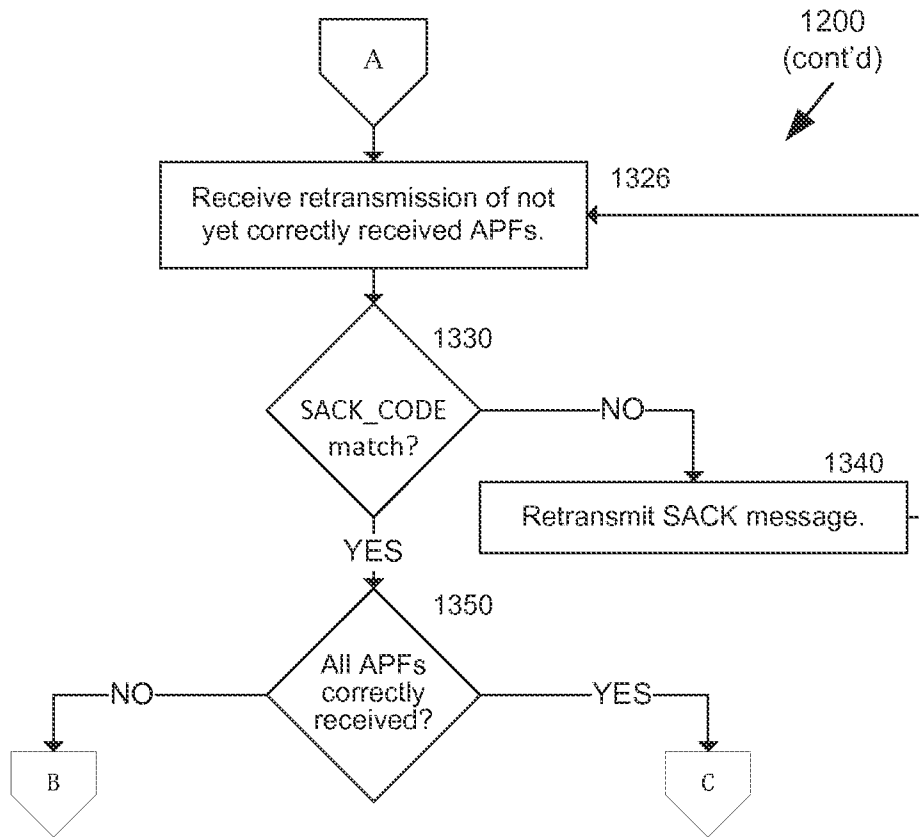 1200
(cont'd)
A
1326
Receive retransmission of not
yet correctly received APFs.
1330
SACK_CODE
match?
NO
1340
Retransmit SACK message.
YES
1350
All APFs
correctly
received?
NO
YES
B
C